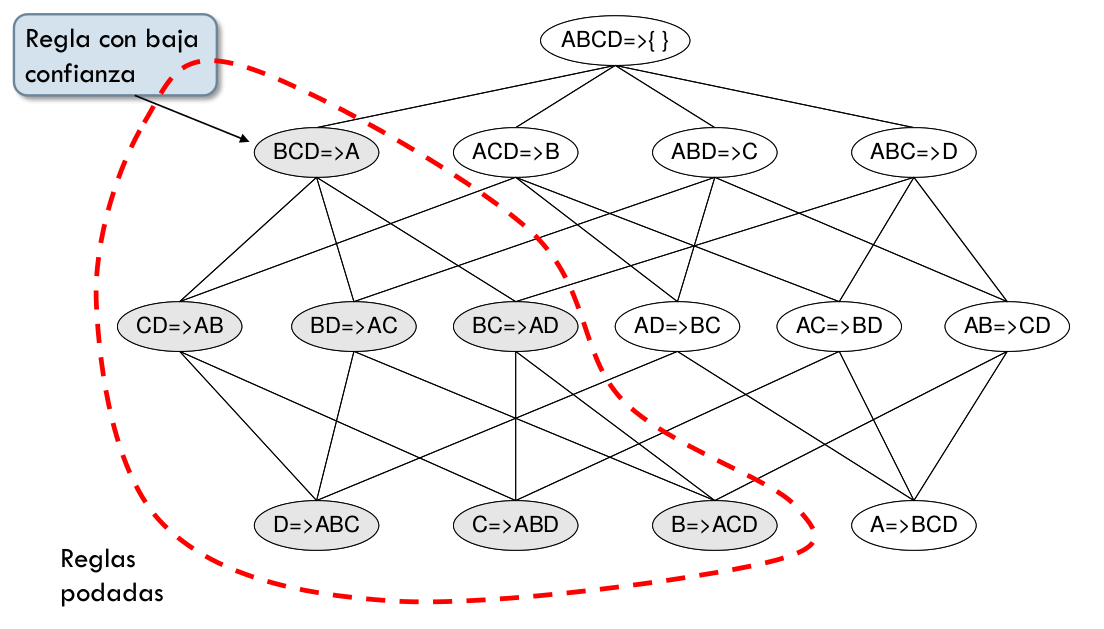 Regla con baja
confianza
ABCD=>{ }
BCD=>A
ACD=>B
ABD=>C
ABC=>D
CD=>AB
BD=>AC
BC=>AD
AD=>BC
AC=>BD
AB=>CD
D=>ABC
C=>ABD
B=>ACD
A=>BCD
Reglas
podadas